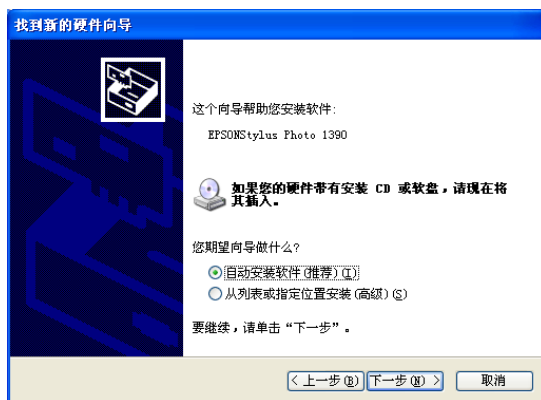 找到新的硬件向导
这个向导帮助您安装软件:
EPSONStylus Photo 1390
如果您的硬件带有安装 CD 或软盘，请现在将
其插入。
您期望向导做什么?
自动安装软件(推荐)(I)
从列表或指定位置安装(高级)(S)
要继续，请单击“下一步”。
< 上一步(B) 下一步(N) > 取消